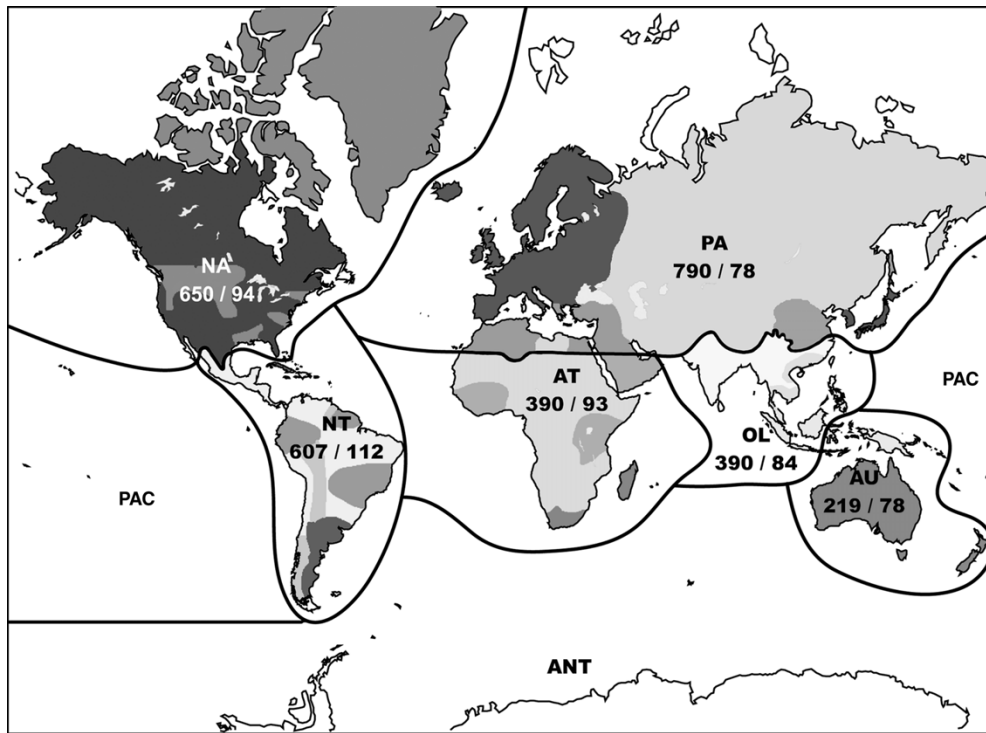 NA
650 / 94
PA
790 / 78
AT
390 / 93
PAC
NT
607 / 112
OL
390 / 84
AU
219 / 78
PAC
ANT